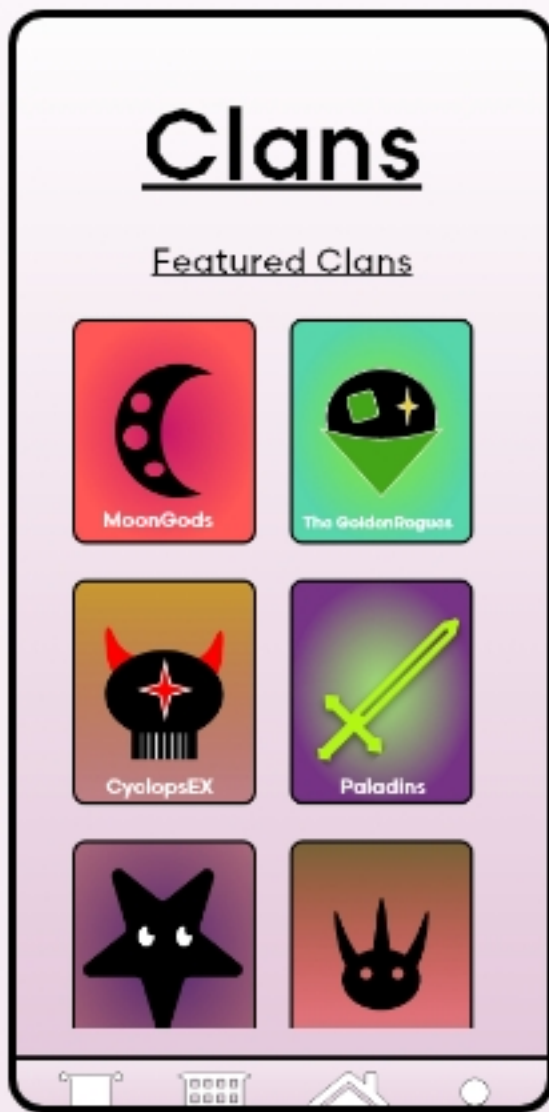 Clans
Featured Clans
MoonGods
The GoldenRogues
CyclopsEX
Paladins